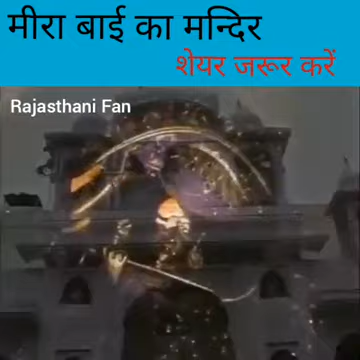 मीरा बाई का मन्दिर
शेयर जरूर करें
Rajasthani Fan